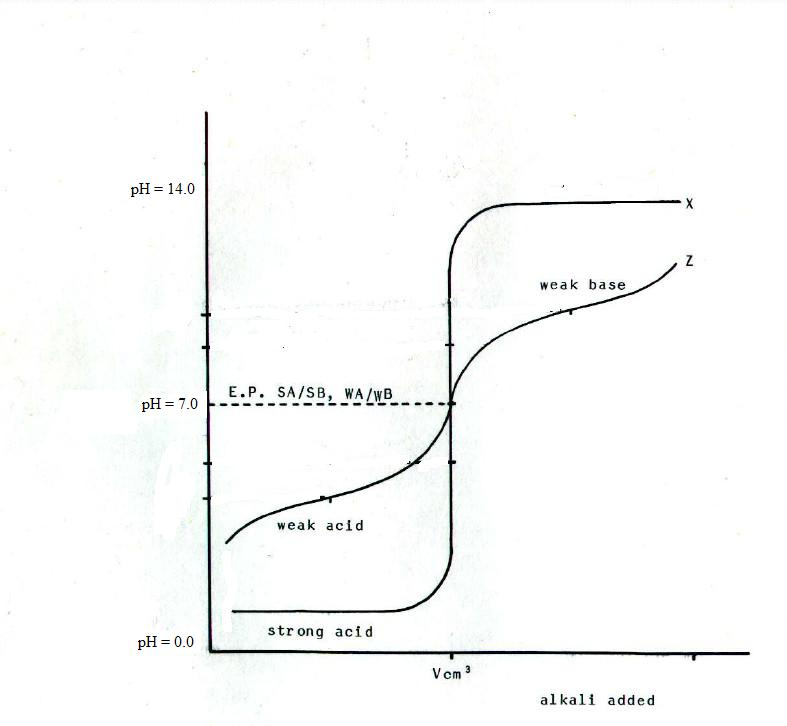 pH = 14.0
X
Z
weak base
E.P. SA/SB, WA/WB
pH = 7.0
weak acid
strong acid
pH = 0.0
Vcm³
alkali added